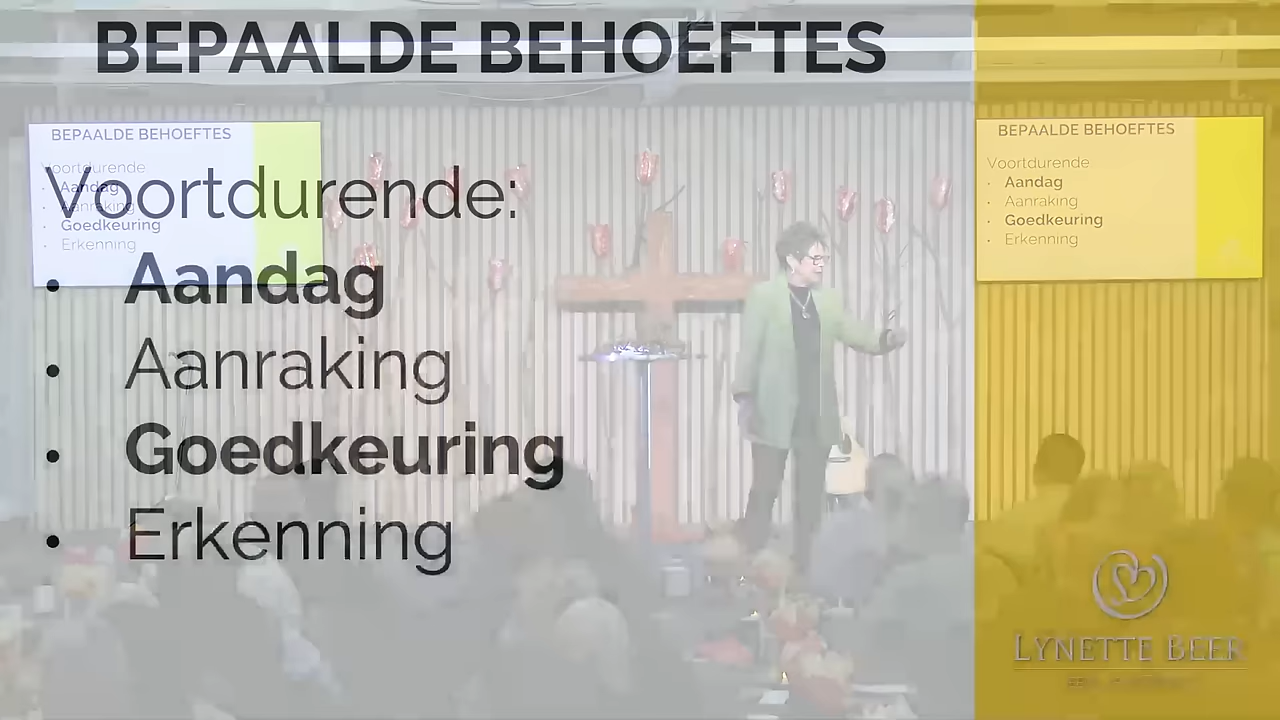 BEPAALDE BEHOEFTES
Voortdurende:
• Aandag
• Aanraking
• Goedkeuring
• Erkenning
BEPAALDE BEHOEFTES
Voortdurende
• Aandag
• Aanraking
• Goedkeuring
• Erkenning
BEPAALDE BEHOEFTES
Voortdurende
• Aandag
• Aanraking
• Goedkeuring
• Erkenning
LYNETTE BEER